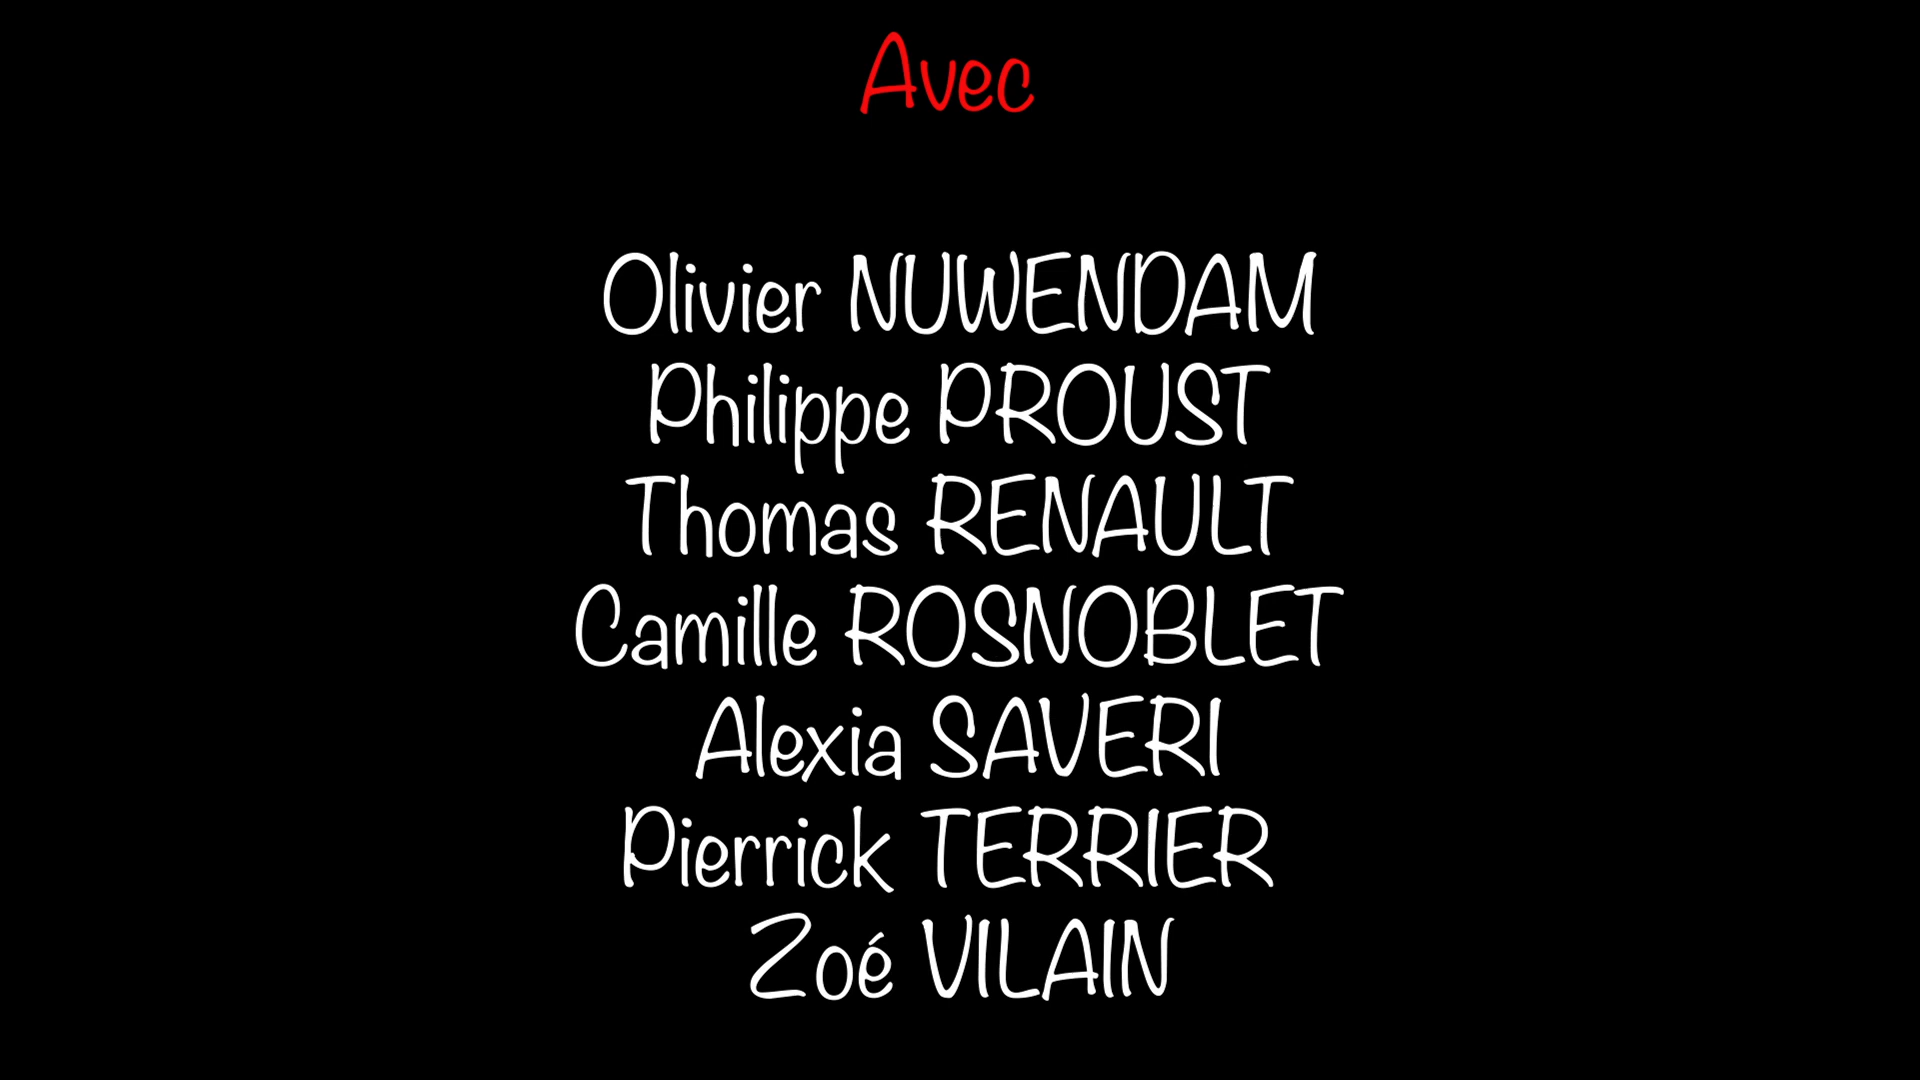 Avec
Olivier NUWENDAM
Philippe PROUST
Thomas RENAULT
Camille ROSNOBLET
Alexia SAVERI
Pierrick TERRIER
Zoé VILAIN